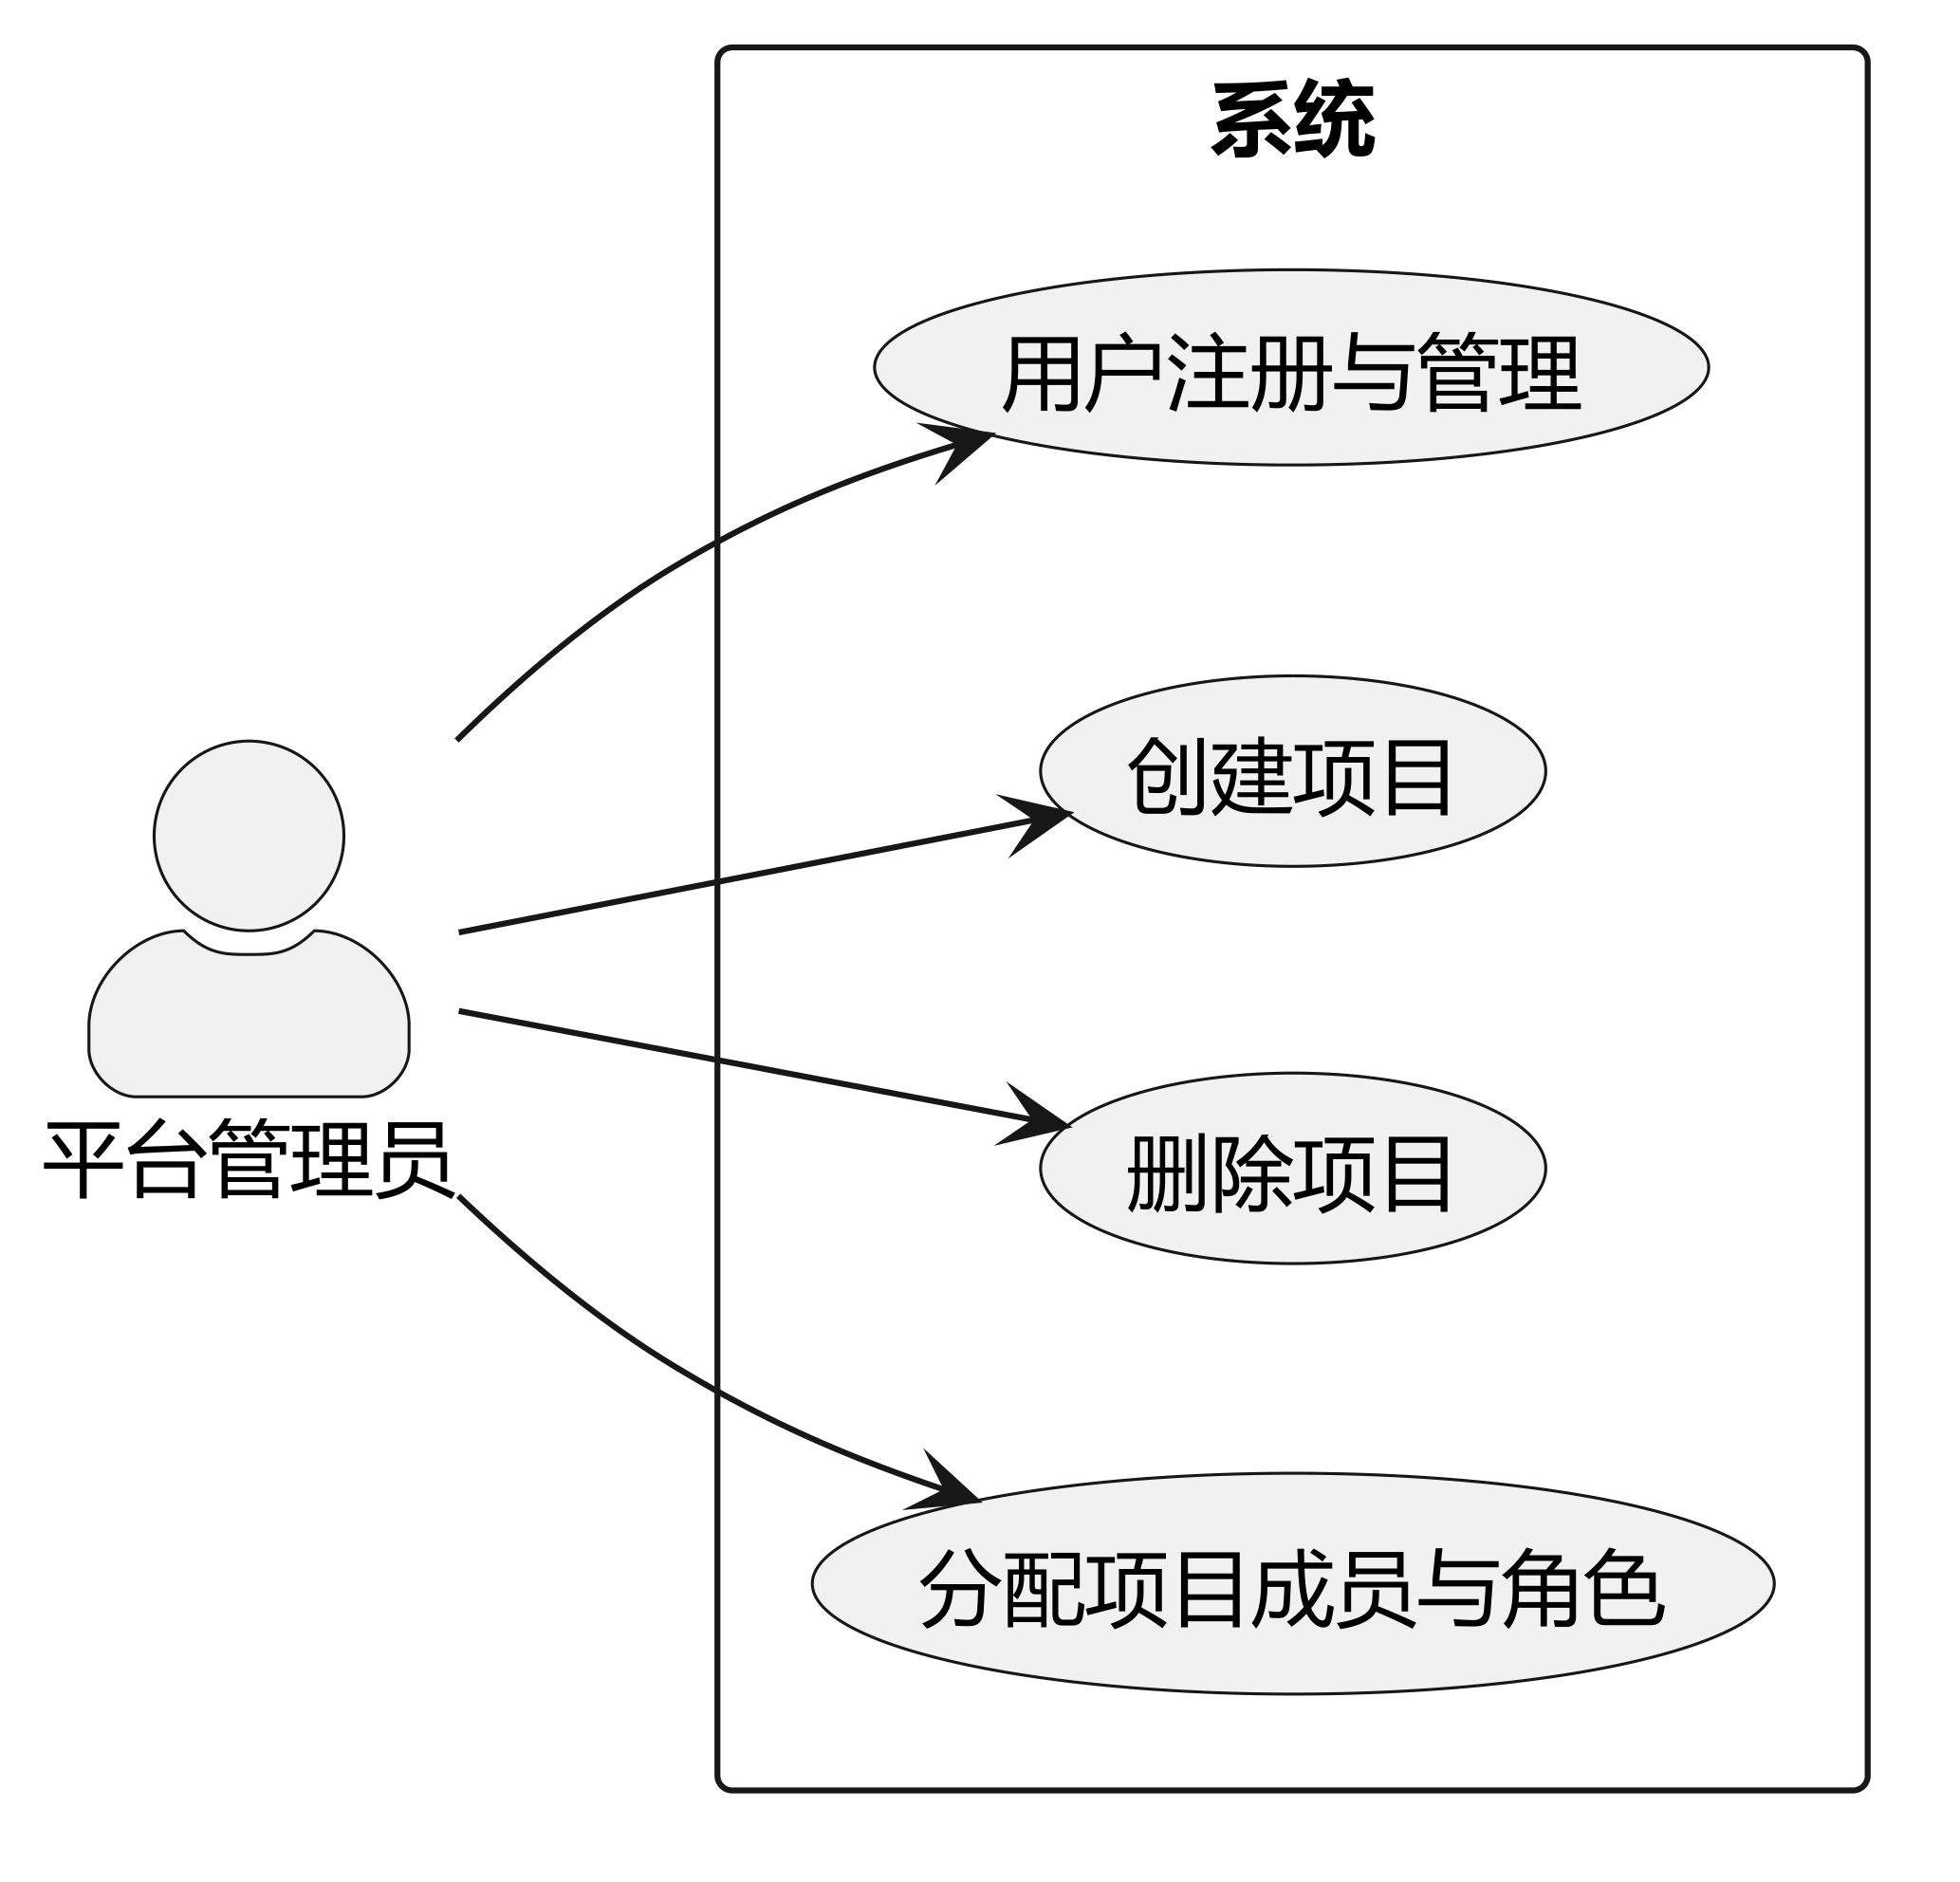 系统
用户注册与管理
创建项目
平台管理员
删除项目
分配项目成员与角色